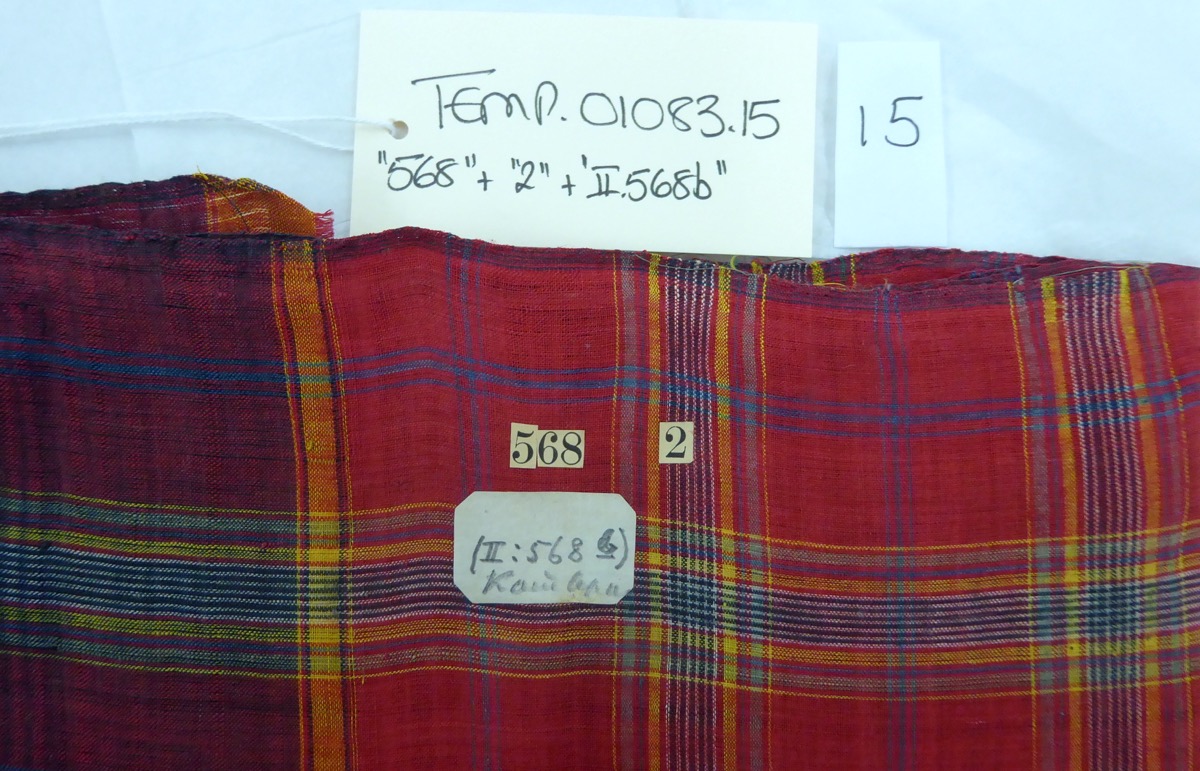 TEMP. 01083.15
"568" + "2" + 'II.568b"
15
568 2
(II:568 b)